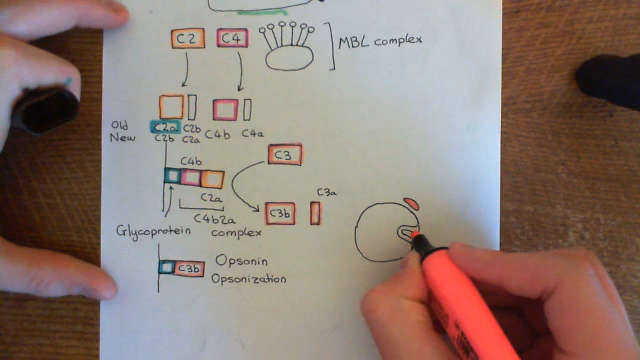 C2
C4
MBL complex
Old
New
C2a
C2b
C2b
C2a
C4b
C4a
C4b
C2a
C4b2a
complex
Glycoprotein
C3
C3b
C3a
C3b
Opsonin
Opsonization